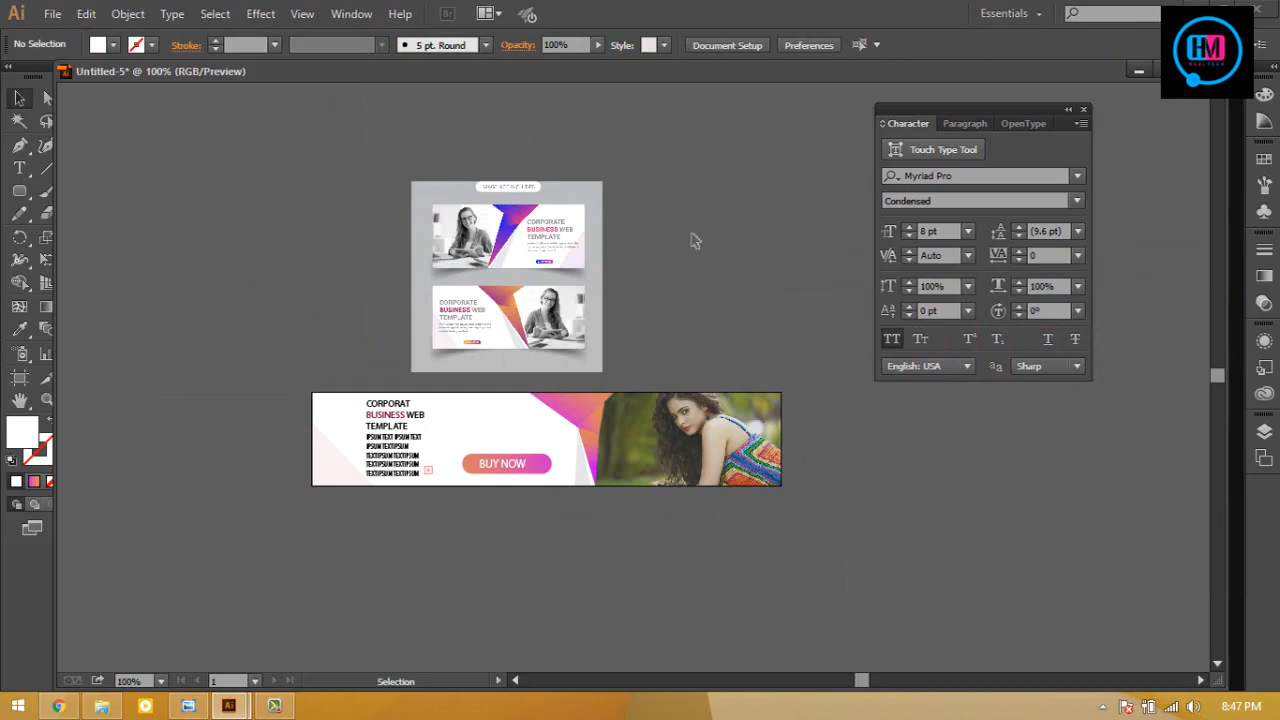 Ai File Edit Object Type Select Effect View Window Help Br Essentials
No Selection Stroke: 5 pt. Round Opacity: 100% Style: Document Setup Preferences
HM
REAL TECH
Untitled-5* @ 100% (RGB/Preview)
Character Paragraph OpenType
Touch Type Tool
Myriad Pro
Condensed
8 pt (9.6 pt)
Auto 0
100% 100%
0 pt 0°
English: USA Sharp
CORPORATE
BUSINESS WEB
TEMPLATE
CORPORATE
BUSINESS WEB
TEMPLATE
CORPORAT
BUSINESS WEB
TEMPLATE
IPSUM TEXT IPSUM TEXT
IPSUM TEXTIPSUM
TEXTIPSUM TEXTIPSUM
TEXTIPSUM TEXTIPSUM
TEXTIPSUM TEXTIPSUM
BUY NOW
100% 1 Selection
Ai 8:47 PM